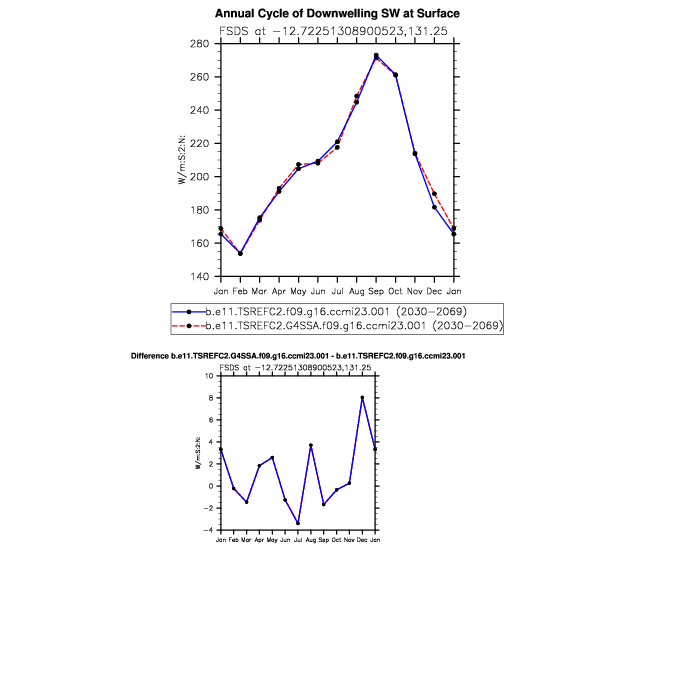 Annual Cycle of Downwelling SW at Surface
FSDS at −12.72251308900523,131.25
280
260
240
220
200
180
160
140
W/m:S:2:N:
Jan Feb Mar Apr May Jun Jul Aug Sep Oct Nov Dec Jan
b.e11.TSREFC2.f09.g16.ccmi23.001 (2030−2069)
b.e11.TSREFC2.G4SSA.f09.g16.ccmi23.001 (2030−2069)
Difference b.e11.TSREFC2.G4SSA.f09.g16.ccmi23.001 - b.e11.TSREFC2.f09.g16.ccmi23.001
FSDS at −12.72251308900523,131.25
10
8
6
4
2
0
−2
−4
W/m:S:2:N:
Jan Feb Mar Apr May Jun Jul Aug Sep Oct Nov Dec Jan